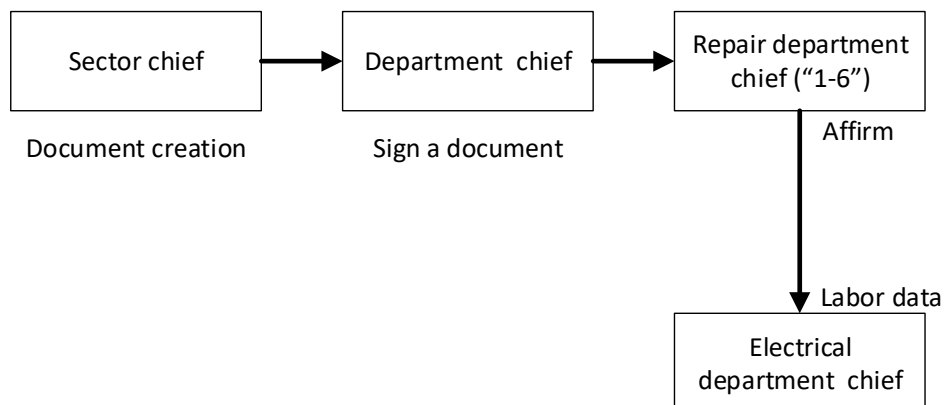 Sector chief
Department chief
Repair department
chief (“1-6”)
Document creation
Sign a document
Affirm
Labor data
Electrical
department chief